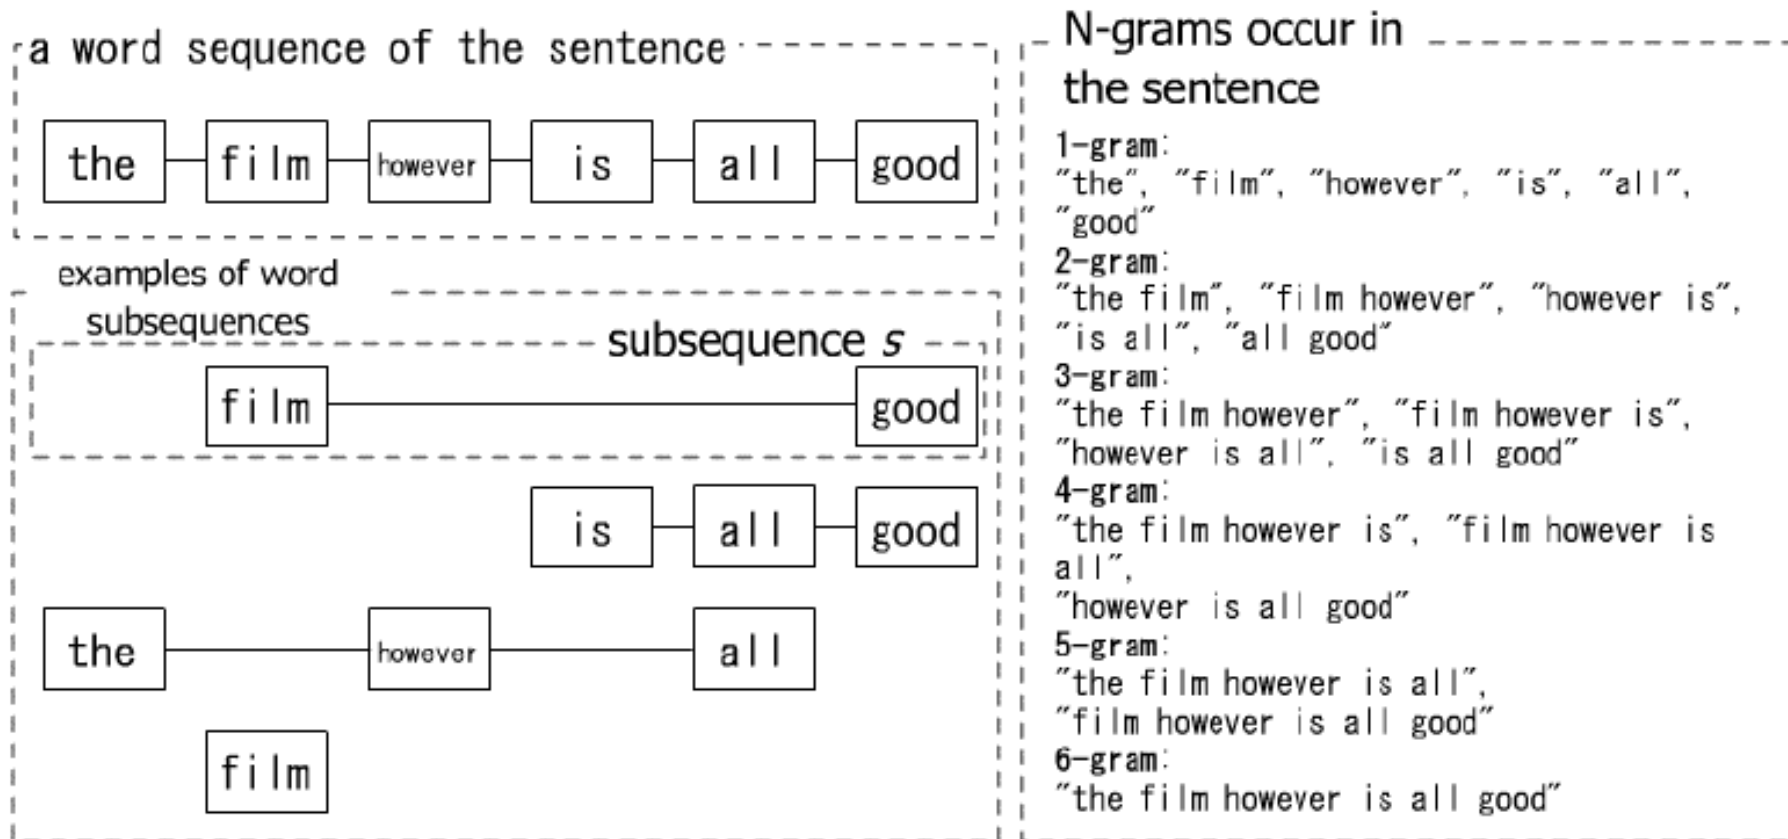 a word sequence of the sentence
the film however is all good
examples of word
subsequences
subsequence s
film good
is all good
the however all
film
N-grams occur in
the sentence
1-gram:
"the", "film", "however", "is", "all",
"good"
2-gram:
"the film", "film however", "however is",
"is all", "all good"
3-gram:
"the film however", "film however is",
"however is all", "is all good"
4-gram:
"the film however is", "film however is
all",
"however is all good"
5-gram:
"the film however is all",
"film however is all good"
6-gram:
"the film however is all good"